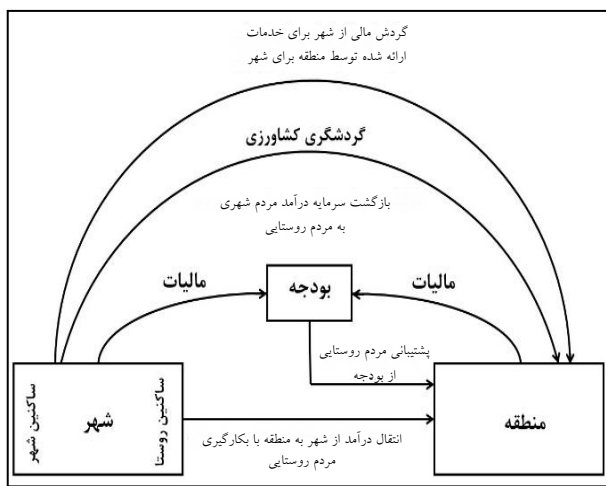 گردش مالی از شهر برای خدمات
ارائه شده توسط منطقه برای شهر
گردشگری کشاورزی
بازگشت سرمایه درآمد مردم شهری
به مردم روستایی
مالیات
بودجه
مالیات
پشتیبانی مردم روستایی
از بودجه
ساکنین شهر
شهر
ساکنین روستا
منطقه
انتقال درآمد از شهر به منطقه با بکارگیری
مردم روستایی